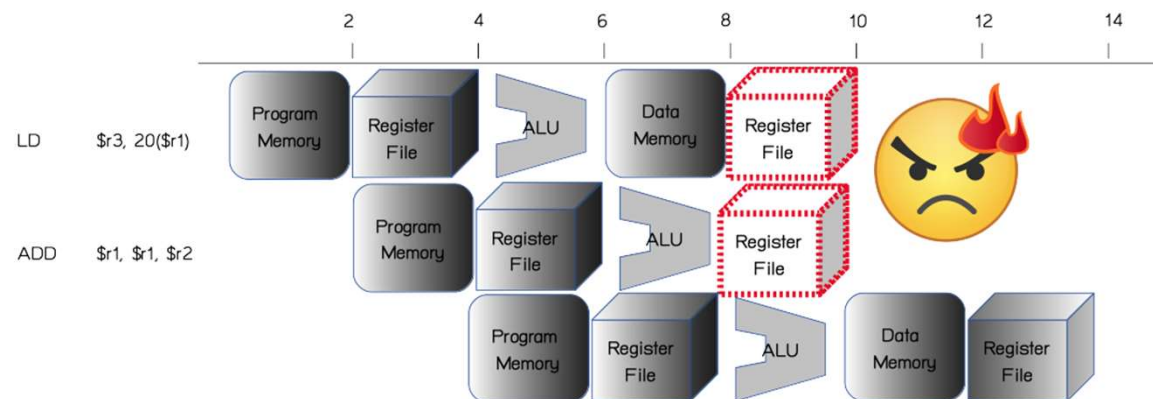 2 4 6 8 10 12 14
LD $r3, 20($r1)
Program
Memory
Register
File
ALU
Data
Memory
Register
File
ADD $r1, $r1, $r2
Program
Memory
Register
File
ALU
Register
File
Program
Memory
Register
File
ALU
Data
Memory
Register
File